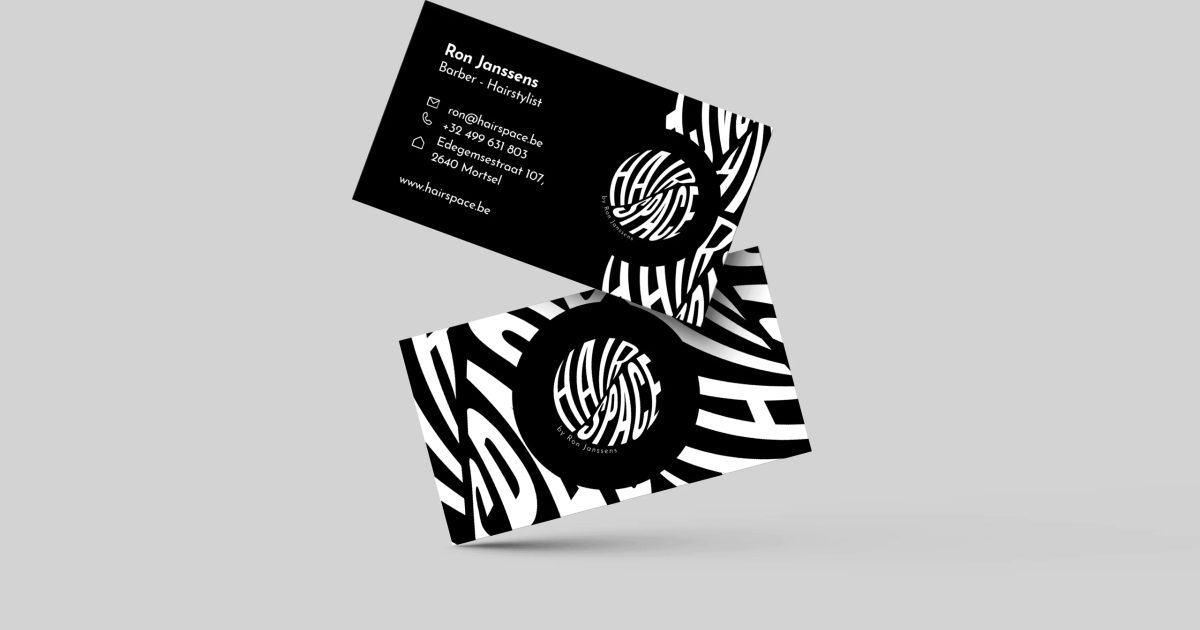 Ron Janssens
Barber - Hairstylist
ron@hairspace.be
+32 499 631 803
Edegemsestraat 107,
2640 Mortsel
www.hairspace.be
HAIR
SPACE
by Ron Janssens
HAIR
SPACE
by Ron Janssens